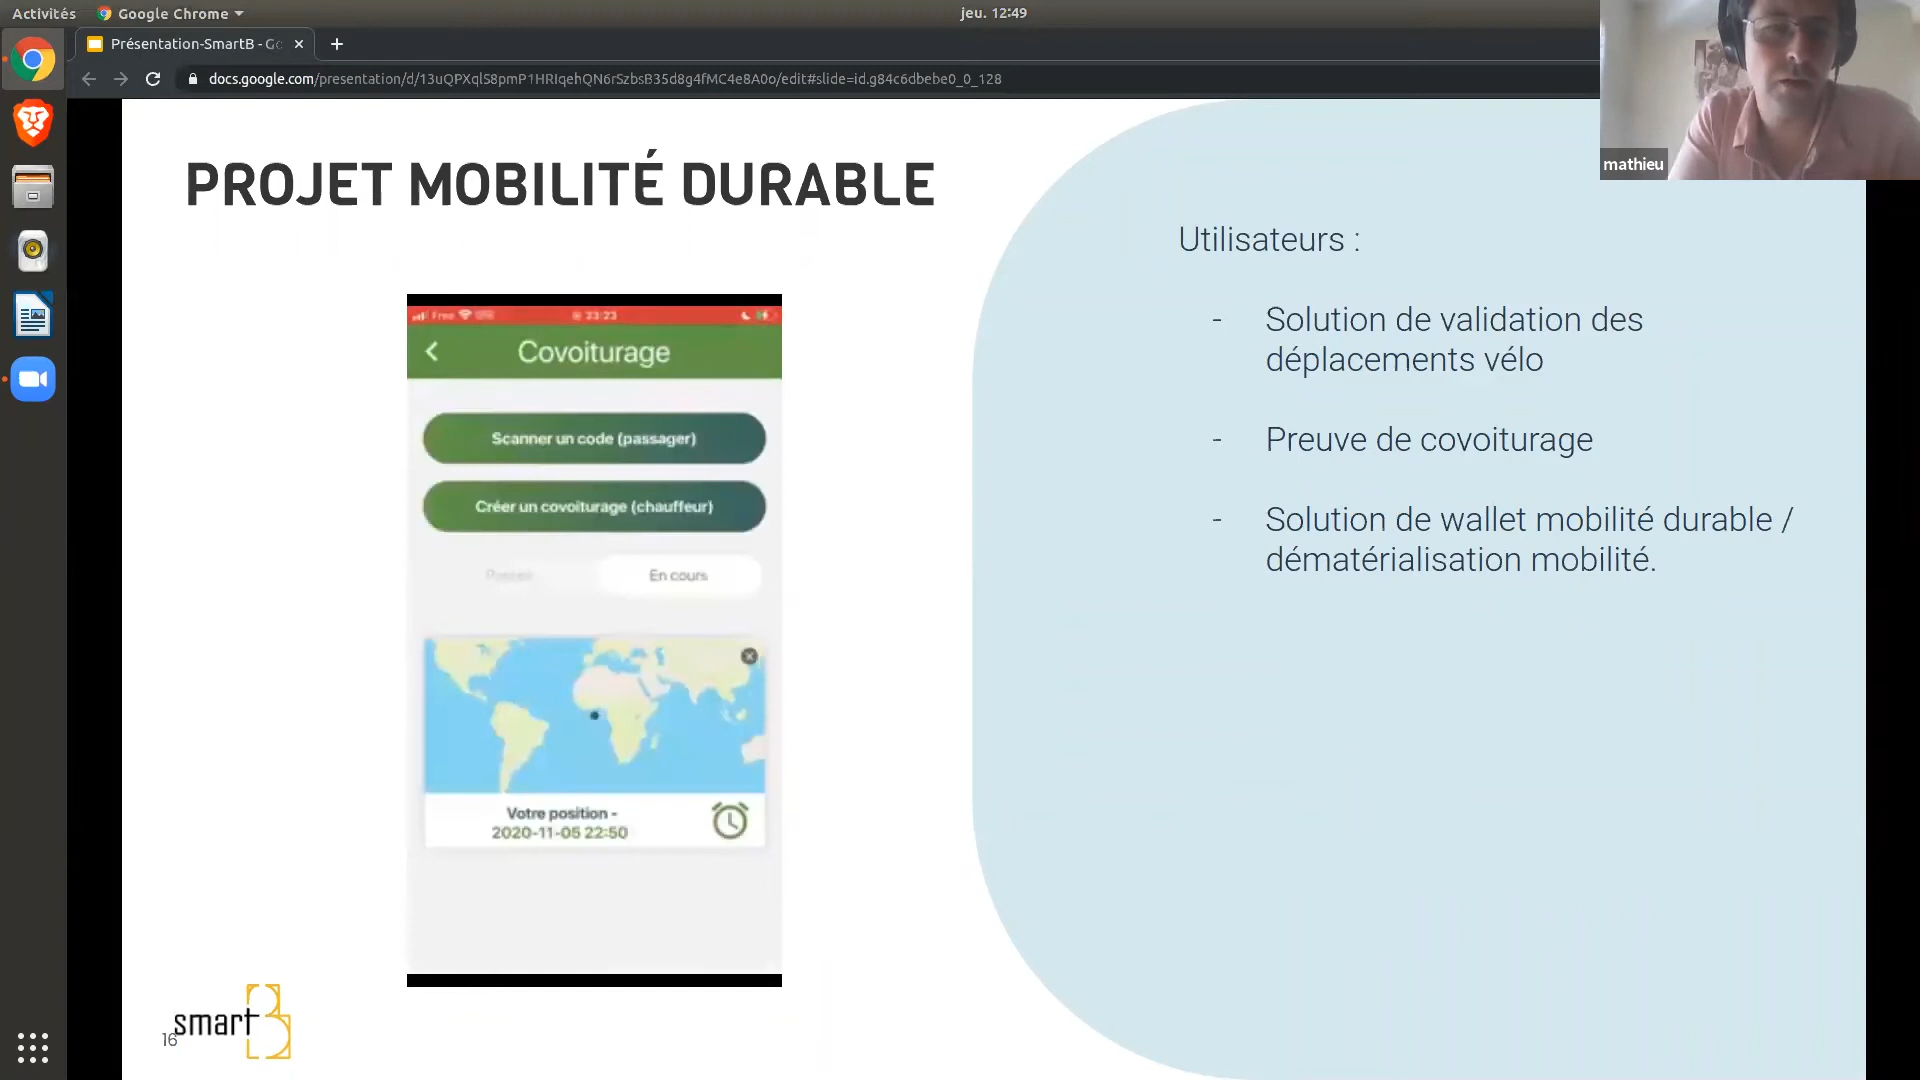 Activités
Google Chrome
jeu. 12:49
Présentation-SmartB - Go
docs.google.com/presentation/d/13uQPXqlS8pmP1HRIqehQN6rSzbsB35d8g4fMC4e8A0o/edit#slide=id.g84c6dbebe0_0_128
mathieu
PROJET MOBILITÉ DURABLE
Free
23:23
Covoiturage
Scanner un code (passager)
Créer un covoiturage (chauffeur)
En cours
Votre position -
2020-11-05 22:50
Utilisateurs :
- Solution de validation des
déplacements vélo
- Preuve de covoiturage
- Solution de wallet mobilité durable /
dématérialisation mobilité.
smart B
16